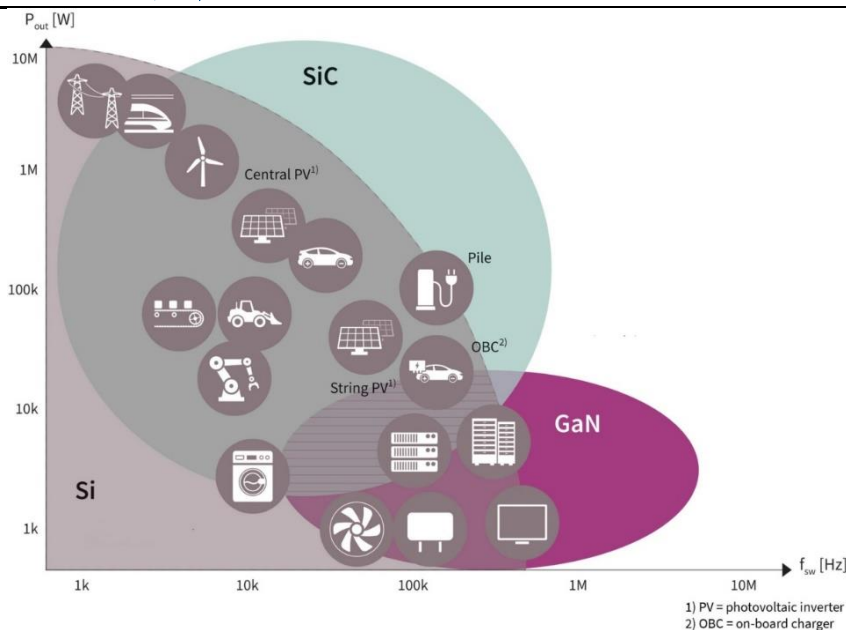 P_out [W]
10M
SiC
1M
Central PV¹⁾
Pile
100k
OBC²⁾
String PV¹⁾
10k
GaN
Si
1k
f_sw [Hz]
1k 10k 100k 1M 10M
1) PV = photovoltaic inverter
2) OBC = on-board charger